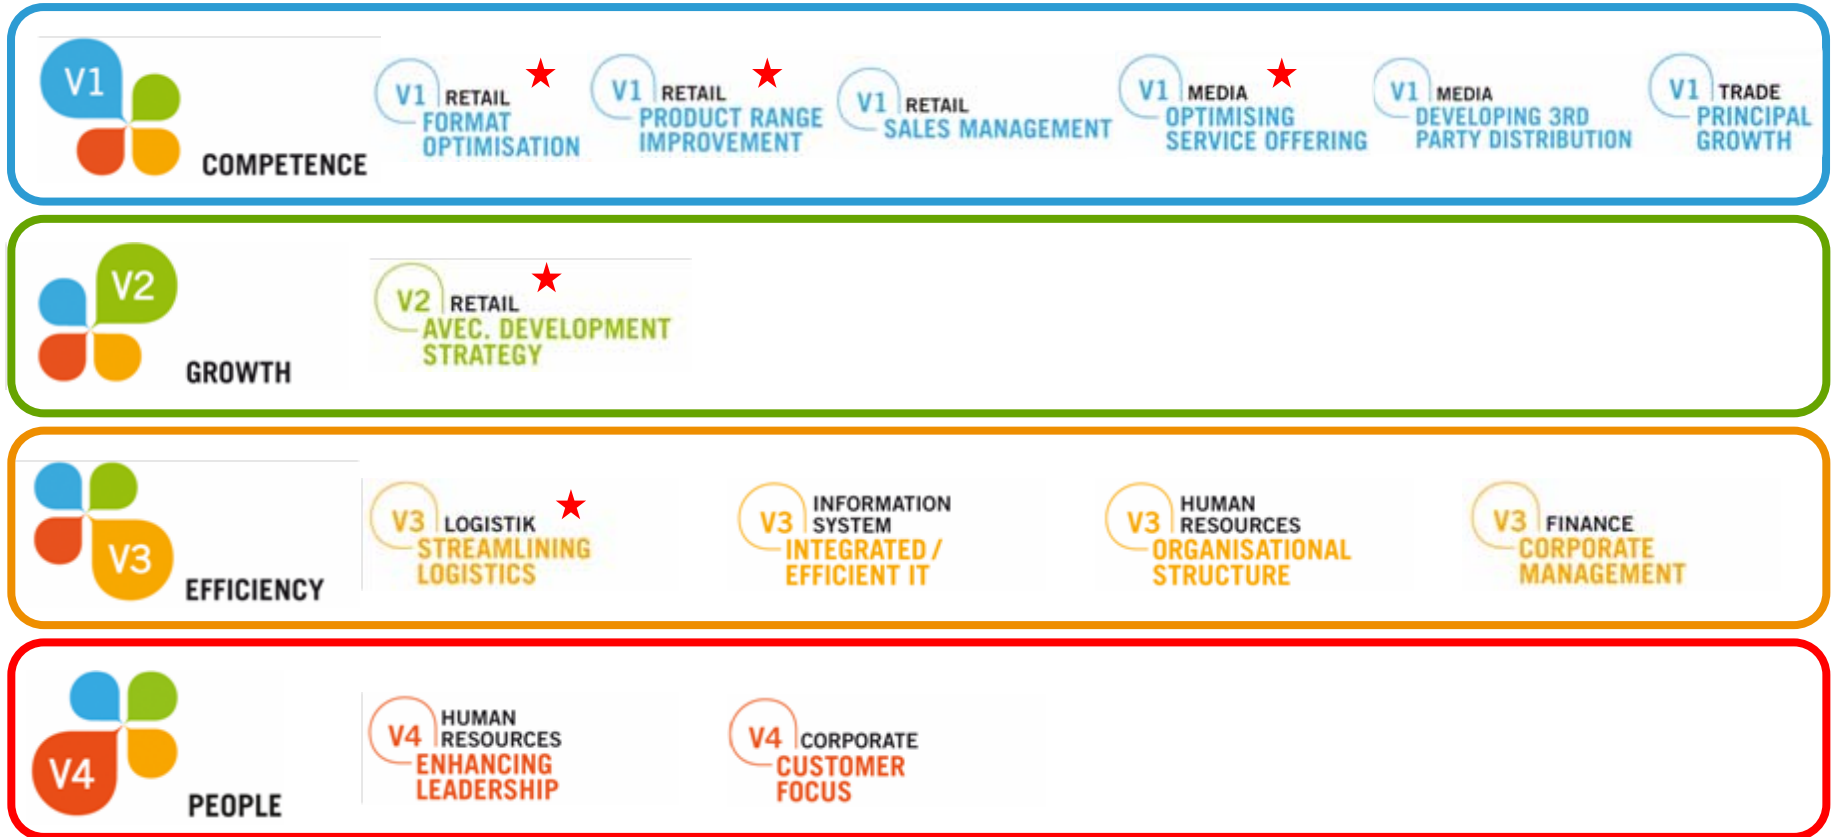 V1
COMPETENCE
V1 RETAIL
FORMAT
OPTIMISATION
V1 RETAIL
PRODUCT RANGE
IMPROVEMENT
V1 RETAIL
SALES MANAGEMENT
V1 MEDIA
OPTIMISING
SERVICE OFFERING
V1 MEDIA
DEVELOPING 3RD
PARTY DISTRIBUTION
V1 TRADE
PRINCIPAL
GROWTH
V2
GROWTH
V2 RETAIL
AVEC. DEVELOPMENT
STRATEGY
V3
EFFICIENCY
V3 LOGISTIK
STREAMLINING
LOGISTICS
INFORMATION
V3 SYSTEM
INTEGRATED /
EFFICIENT IT
HUMAN
V3 RESOURCES
ORGANISATIONAL
STRUCTURE
V3 FINANCE
CORPORATE
MANAGEMENT
V4
PEOPLE
HUMAN
V4 RESOURCES
ENHANCING
LEADERSHIP
V4 CORPORATE
CUSTOMER
FOCUS